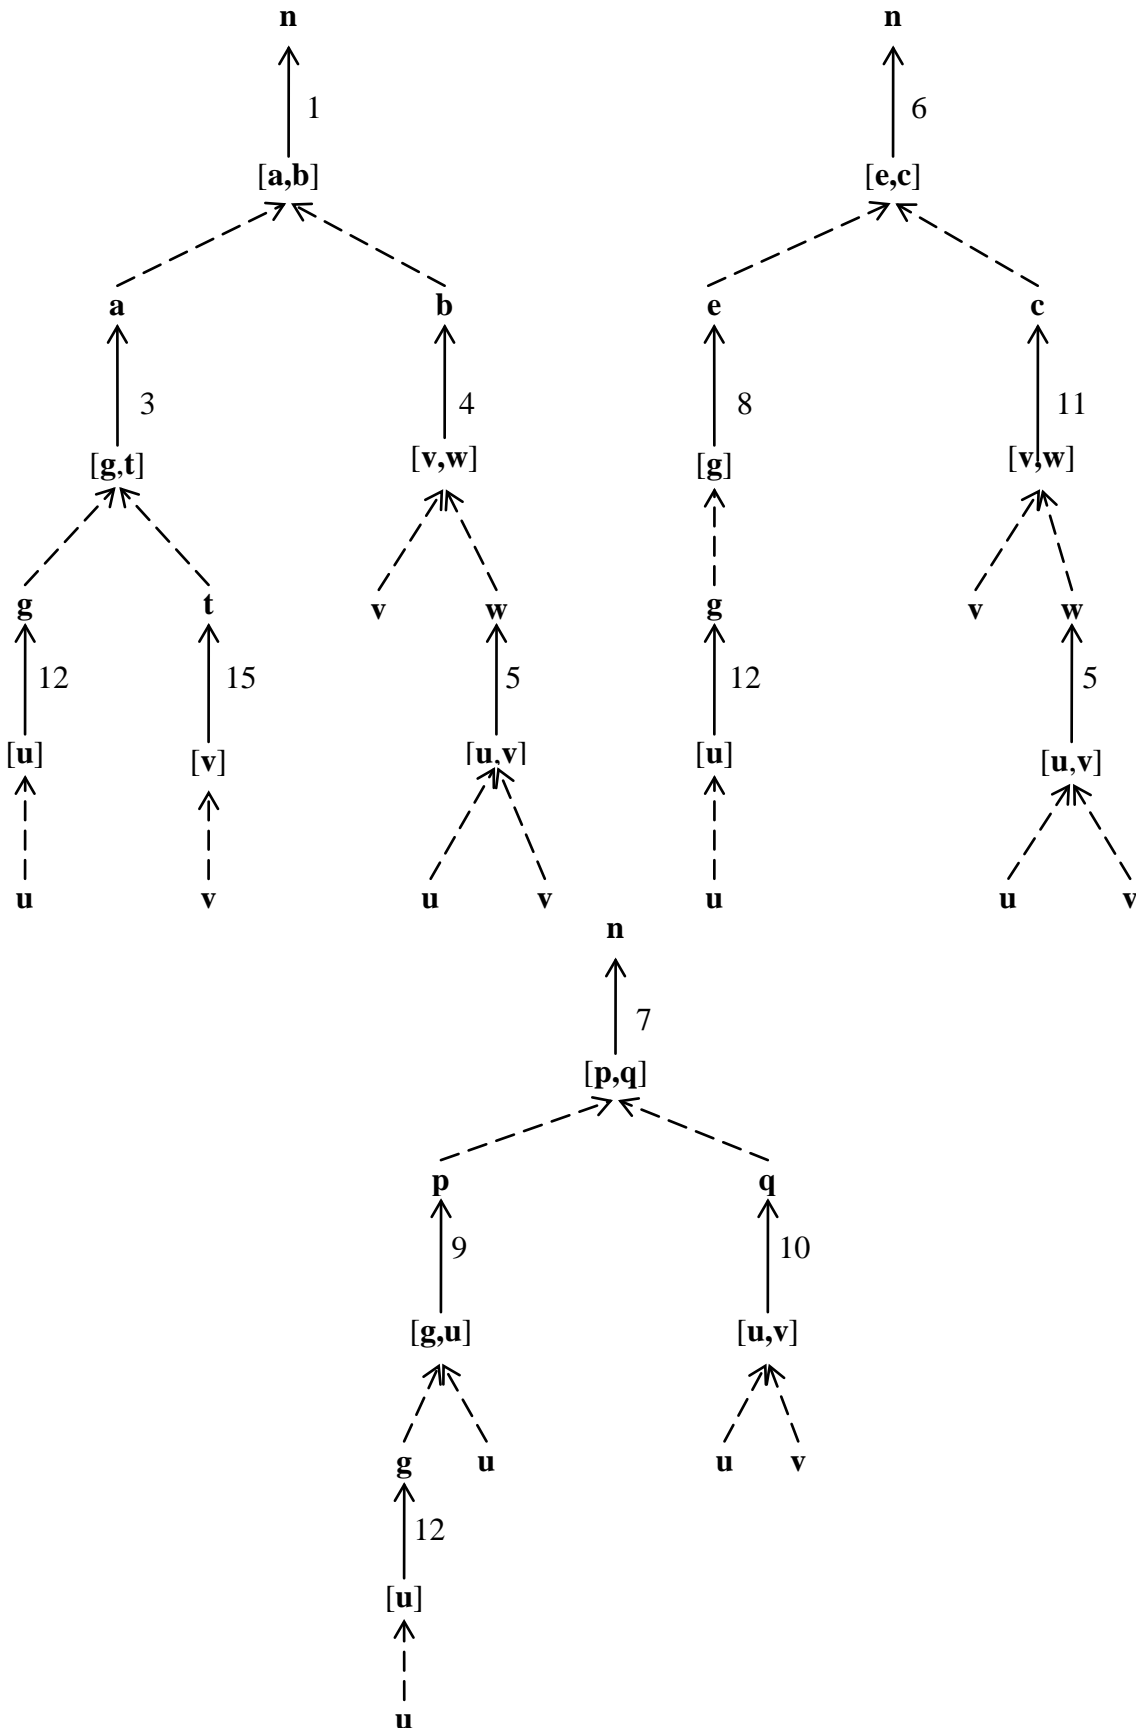 n n
1 6
[a,b] [e,c]
a b e c
3 4 8 11
[g,t] [v,w] [g] [v,w]
g t v w g v w
12 15 5 12 5
[u] [v] [u,v] [u] [u,v]
u v u v u u v
n
7
[p,q]
p q
9 10
[g,u] [u,v]
g u u v
12
[u]
u